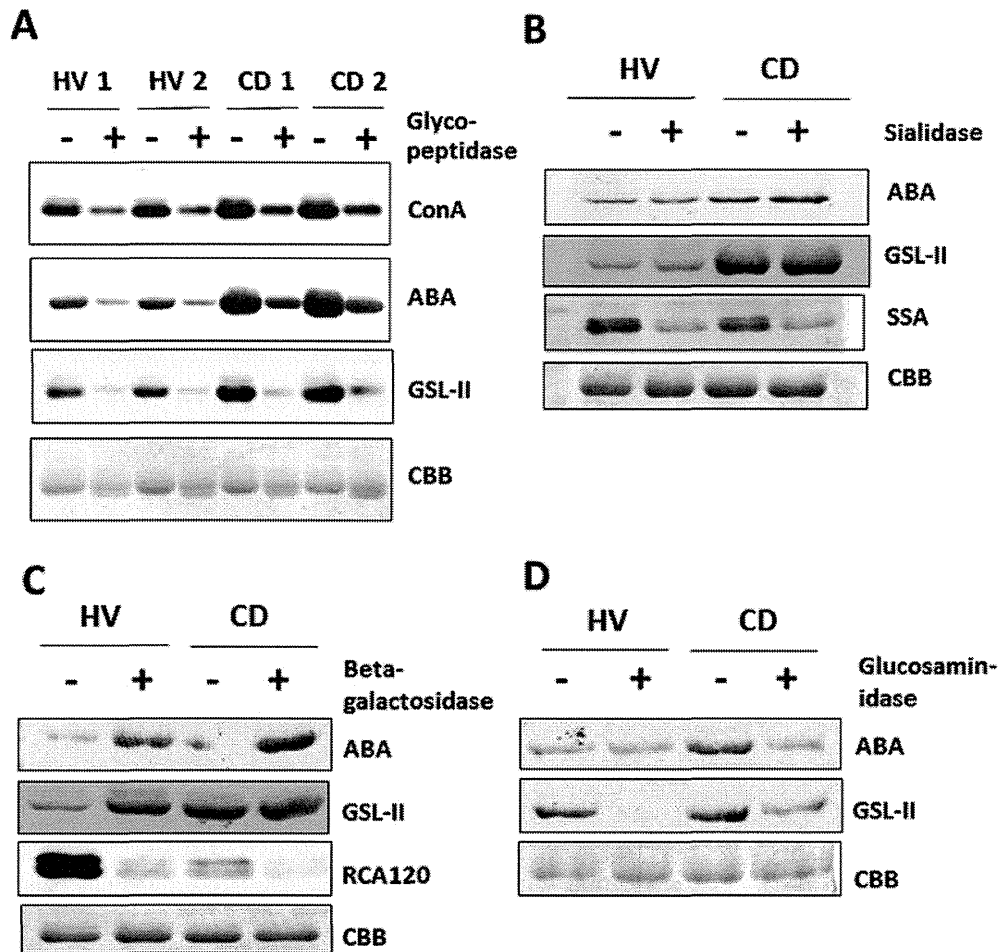 A
HV 1 HV 2 CD 1 CD 2
- + - + - + - +
Glyco-
peptidase
ConA
ABA
GSL-II
CBB
B
HV CD
- + - +
Sialidase
ABA
GSL-II
SSA
CBB
C
HV CD
- + - +
Beta-
galactosidase
ABA
GSL-II
RCA120
CBB
D
HV CD
- + - +
Glucosamin-
idase
ABA
GSL-II
CBB